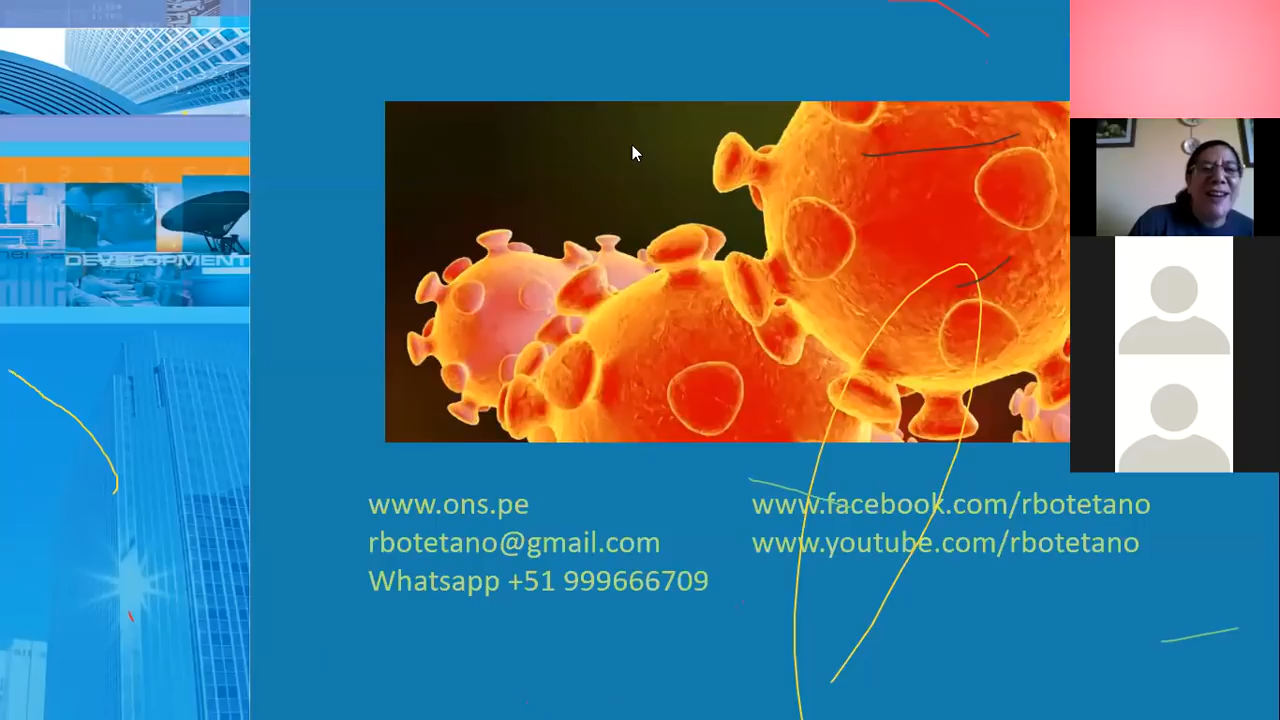 DEVELOPMENT
www.ons.pe
rbotetano@gmail.com
Whatsapp +51 999666709
www.facebook.com/rbotetano
www.youtube.com/rbotetano